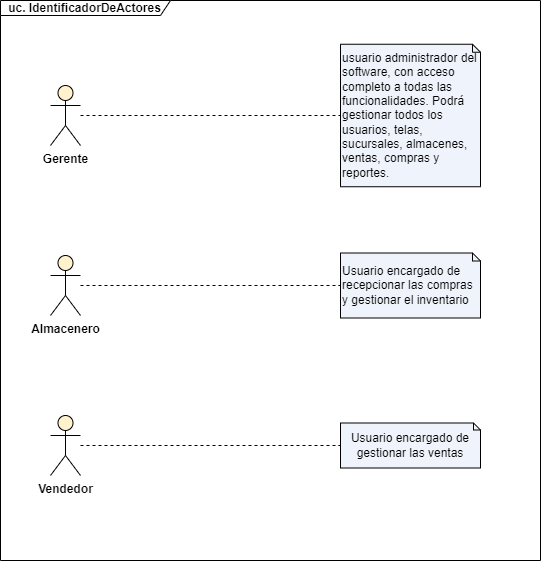 uc. IdentificadorDeActores
usuario administrador del
software, con acceso
completo a todas las
funcionalidades. Podrá
gestionar todos los
usuarios, telas,
sucursales, almacenes,
ventas, compras y
reportes.
Gerente
Usuario encargado de
recepcionar las compras
y gestionar el inventario
Almacenero
Usuario encargado de
gestionar las ventas
Vendedor